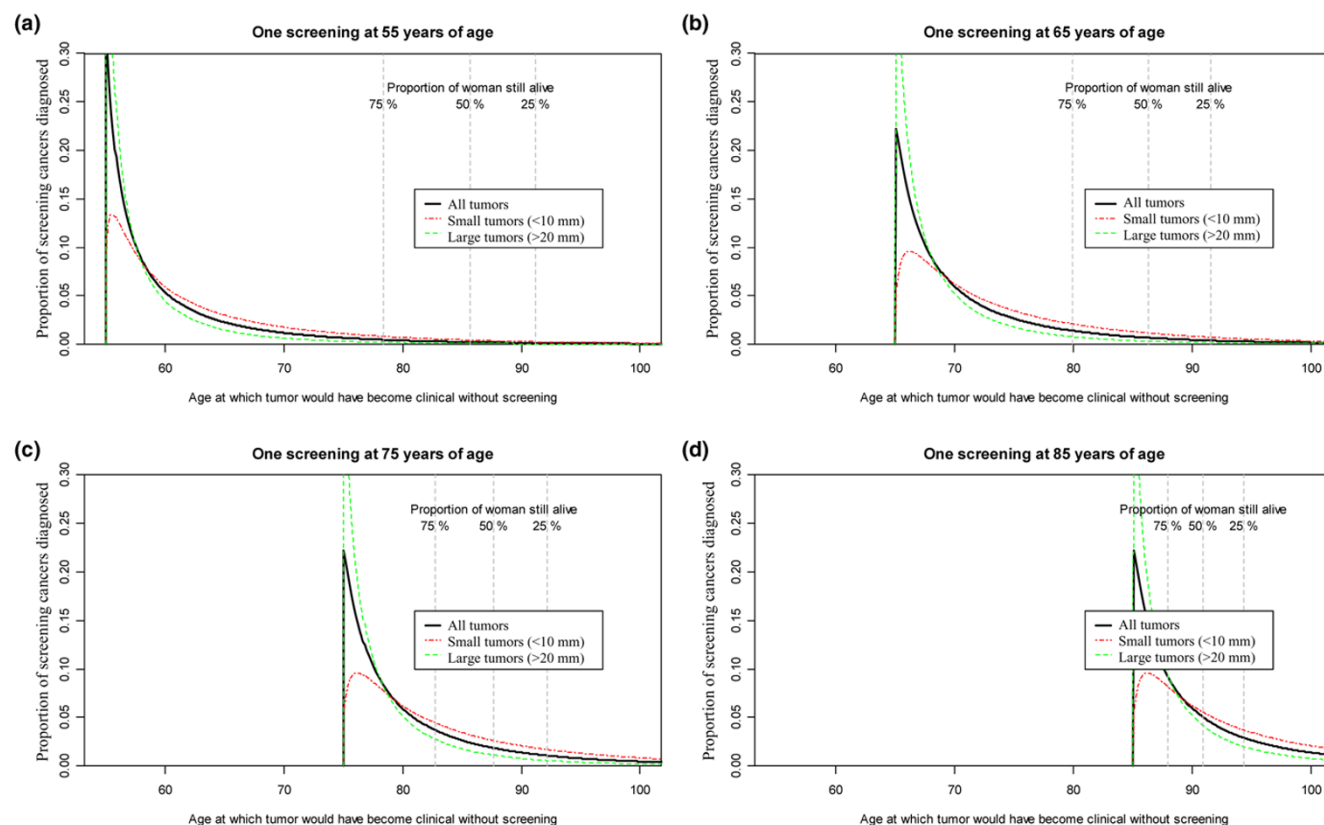 (a)
One screening at 55 years of age
Proportion of screening cancers diagnosed
0.30
0.25
0.20
0.15
0.10
0.05
0.00
Proportion of woman still alive
75 % 50 % 25 %
All tumors
Small tumors (<10 mm)
Large tumors (>20 mm)
60 70 80 90 100
Age at which tumor would have become clinical without screening
(b)
One screening at 65 years of age
Proportion of screening cancers diagnosed
0.30
0.25
0.20
0.15
0.10
0.05
0.00
Proportion of woman still alive
75 % 50 % 25 %
All tumors
Small tumors (<10 mm)
Large tumors (>20 mm)
60 70 80 90 100
Age at which tumor would have become clinical without screening
(c)
One screening at 75 years of age
Proportion of screening cancers diagnosed
0.30
0.25
0.20
0.15
0.10
0.05
0.00
Proportion of woman still alive
75 % 50 % 25 %
All tumors
Small tumors (<10 mm)
Large tumors (>20 mm)
60 70 80 90 100
Age at which tumor would have become clinical without screening
(d)
One screening at 85 years of age
Proportion of screening cancers diagnosed
0.30
0.25
0.20
0.15
0.10
0.05
0.00
Proportion of woman still alive
75 % 50 % 25 %
All tumors
Small tumors (<10 mm)
Large tumors (>20 mm)
60 70 80 90 100
Age at which tumor would have become clinical without screening